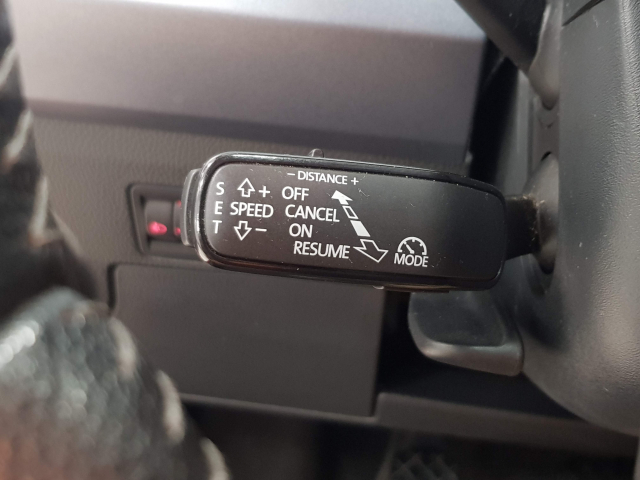 − DISTANCE +
S + OFF
E SPEED CANCEL
T − ON
RESUME MODE